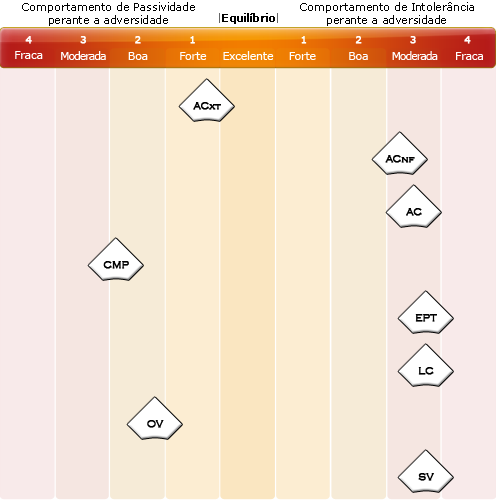 Comportamento de Passividade
perante a adversidade
|Equilíbrio|
Comportamento de Intolerância
perante a adversidade
4 3 2 1 1 2 3 4
Fraca Moderada Boa Forte Excelente Forte Boa Moderada Fraca
ACXT
ACNF
AC
CMP
EPT
LC
OV
SV